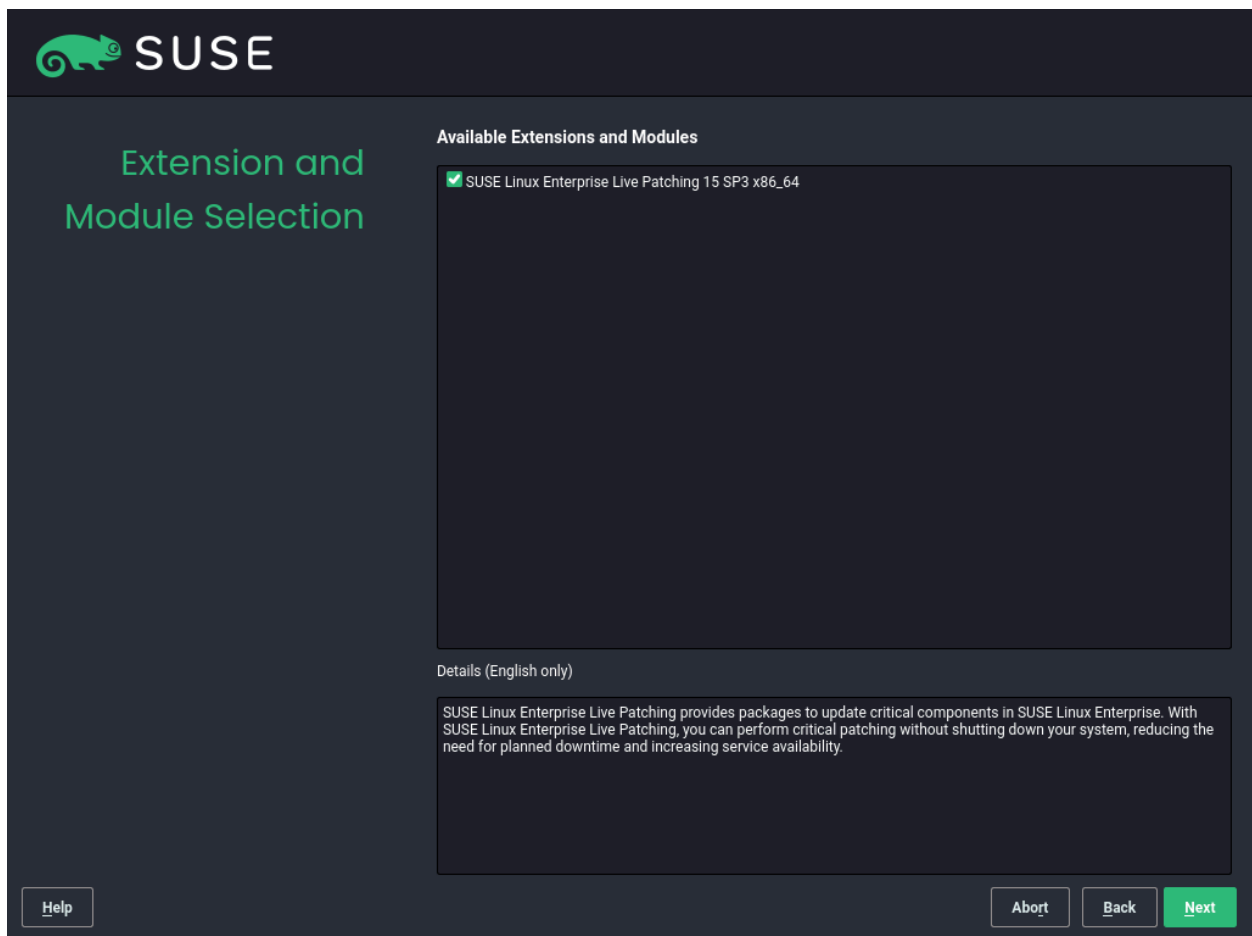 SUSE
Extension and
Module Selection
Available Extensions and Modules
SUSE Linux Enterprise Live Patching 15 SP3 x86_64
Details (English only)
SUSE Linux Enterprise Live Patching provides packages to update critical components in SUSE Linux Enterprise. With
SUSE Linux Enterprise Live Patching, you can perform critical patching without shutting down your system, reducing the
need for planned downtime and increasing service availability.
Help
Abort
Back
Next